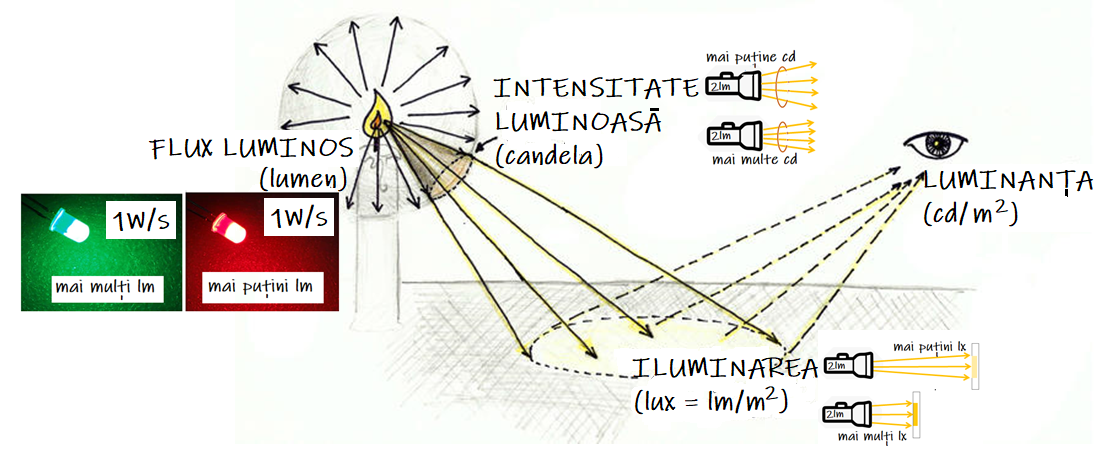 mai puține cd
2lm
INTENSITATE
LUMINOASĂ
(candela)
2lm
mai multe cd
FLUX LUMINOS
(lumen)
LUMINANȚA
(cd/m²)
1W/s
mai mulți lm
1W/s
mai puțini lm
mai puțini lx
2lm
ILUMINAREA
(lux = lm/m²)
2lm
mai mulți lx